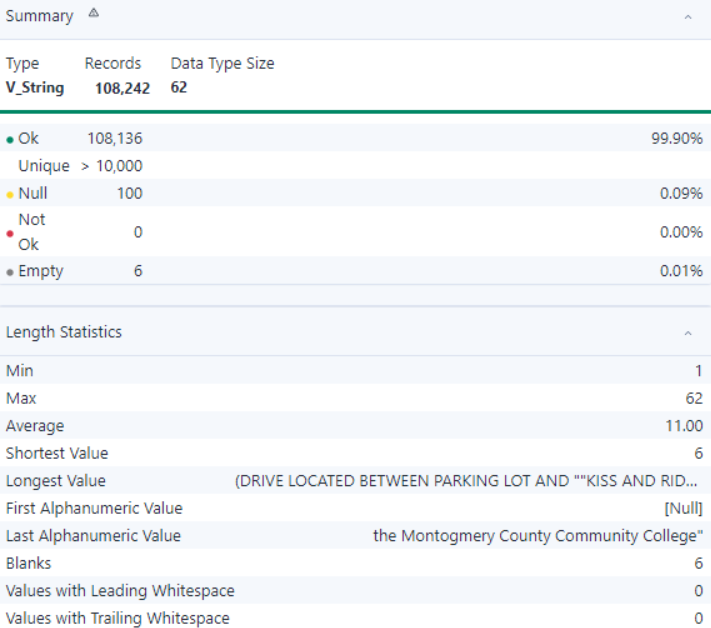 Summary
Type Records Data Type Size
V_String 108,242 62
Ok 108,136 99.90%
Unique > 10,000
Null 100 0.09%
Not
Ok 0 0.00%
Empty 6 0.01%
Length Statistics
Min 1
Max 62
Average 11.00
Shortest Value 6
Longest Value (DRIVE LOCATED BETWEEN PARKING LOT AND ""KISS AND RID...
First Alphanumeric Value [Null]
Last Alphanumeric Value the Montogmery County Community College"
Blanks 6
Values with Leading Whitespace 0
Values with Trailing Whitespace 0